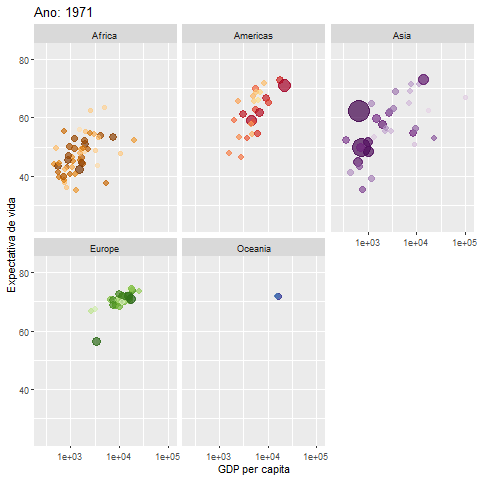 Ano: 1971
Africa
Americas
Asia
80
60
40
1e+03 1e+04 1e+05
Europe
Oceania
80
60
40
1e+03 1e+04 1e+05
1e+03 1e+04 1e+05
Expectativa de vida
GDP per capita